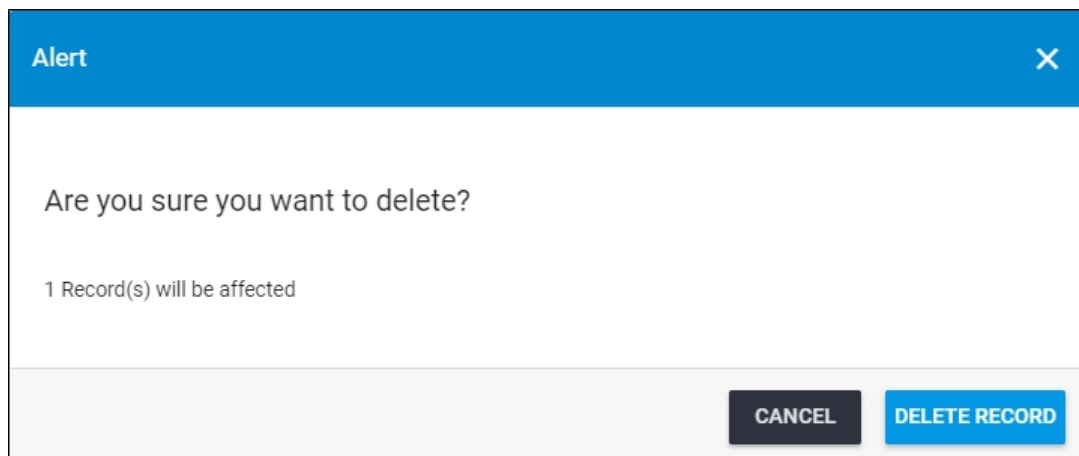 Alert
Are you sure you want to delete?
1 Record(s) will be affected
CANCEL DELETE RECORD